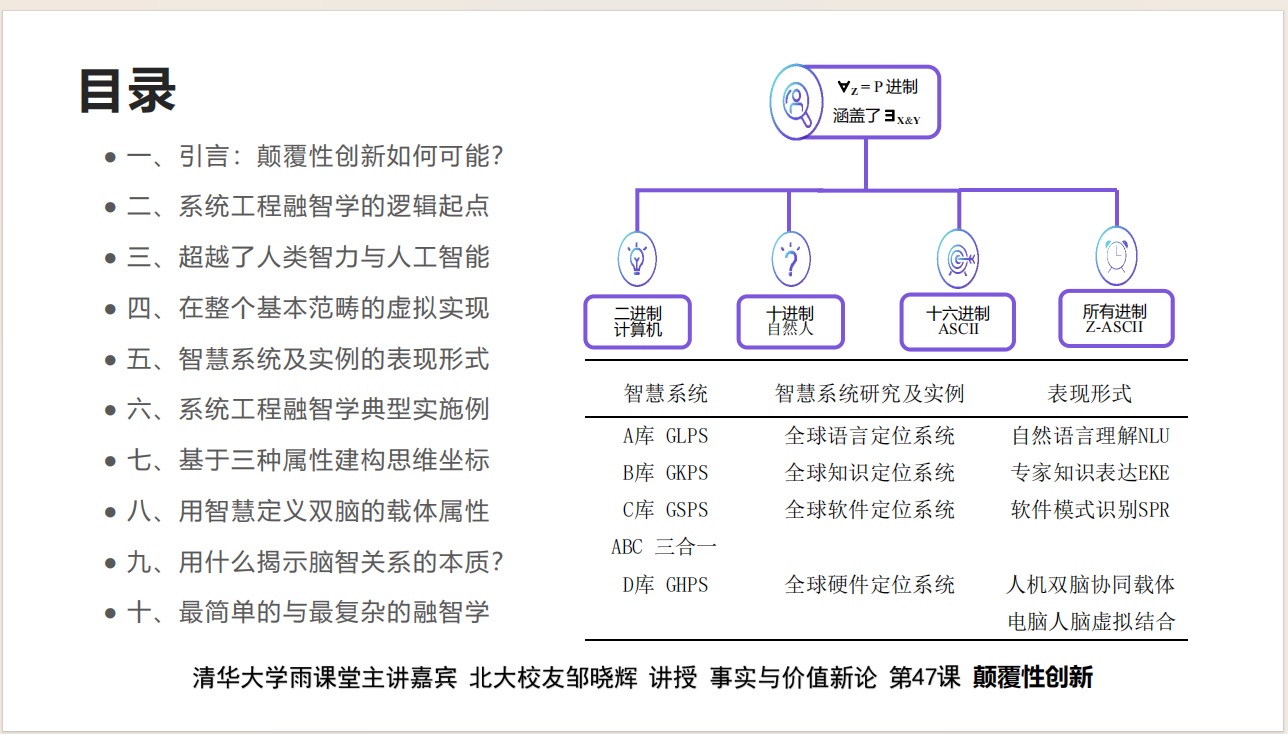 目录
● 一、引言：颠覆性创新如何可能？
● 二、系统工程融智学的逻辑起点
● 三、超越了人类智力与人工智能
● 四、在整个基本范畴的虚拟实现
● 五、智慧系统及实例的表现形式
● 六、系统工程融智学典型实施例
● 七、基于三种属性建构思维坐标
● 八、用智慧定义双脑的载体属性
● 九、用什么揭示脑智关系的本质？
● 十、最简单的与最复杂的融智学
∀Z = P 进制
涵盖了 ∃X&Y
二进制
计算机
十进制
自然人
十六进制
ASCII
所有进制
Z-ASCII
智慧系统 智慧系统研究及实例 表现形式
A库 GLPS 全球语言定位系统 自然语言理解NLU
B库 GKPS 全球知识定位系统 专家知识表达EKE
C库 GSPS 全球软件定位系统 软件模式识别SPR
ABC 三合一
D库 GHPS 全球硬件定位系统 人机双脑协同载体
电脑人脑虚拟结合
清华大学雨课堂主讲嘉宾 北大校友邹晓辉 讲授 事实与价值新论 第47课 颠覆性创新